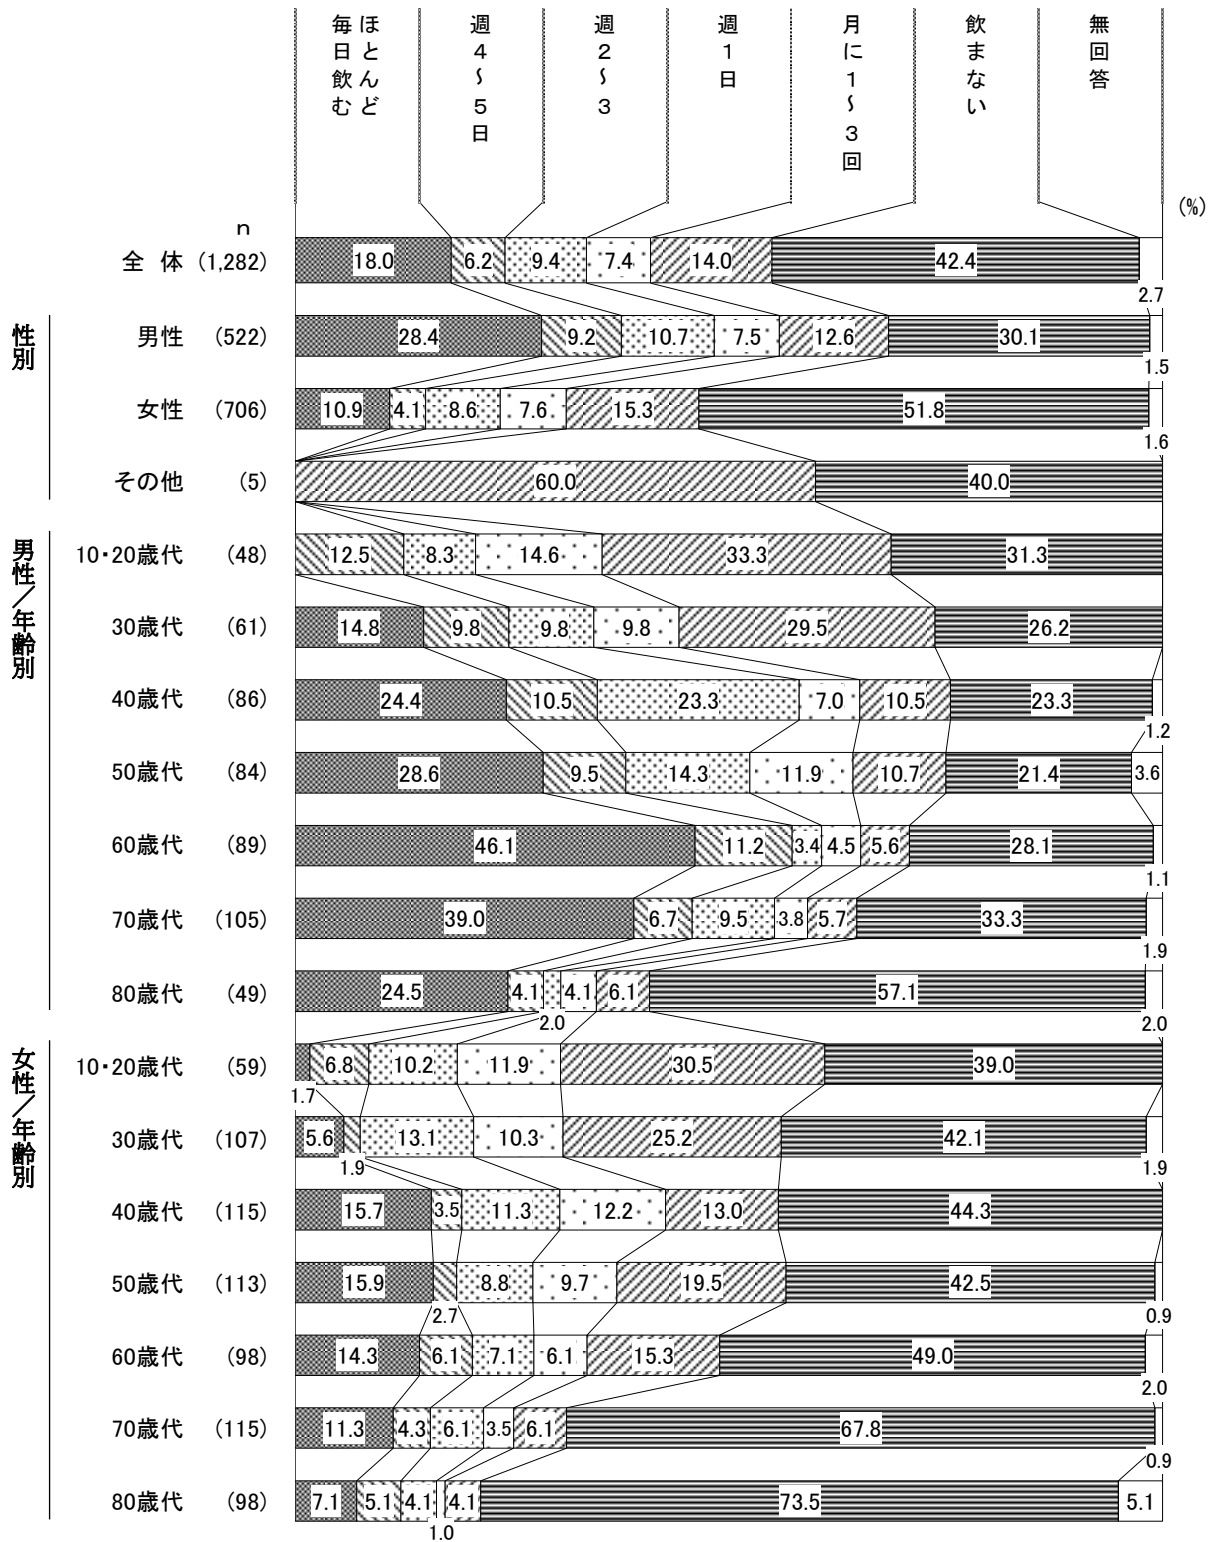 ほとんど
毎日飲む
週4～5日
週2～3
週1日
月に1～3回
飲まない
無回答
(%)
n
全 体 (1,282) 18.0 6.2 9.4 7.4 14.0 42.4 2.7
性別
男性 (522) 28.4 9.2 10.7 7.5 12.6 30.1 1.5
女性 (706) 10.9 4.1 8.6 7.6 15.3 51.8 1.6
その他 (5) 60.0 40.0
男性／年齢別
10・20歳代 (48) 12.5 8.3 14.6 33.3 31.3
30歳代 (61) 14.8 9.8 9.8 9.8 29.5 26.2
40歳代 (86) 24.4 10.5 23.3 7.0 10.5 23.3 1.2
50歳代 (84) 28.6 9.5 14.3 11.9 10.7 21.4 3.6
60歳代 (89) 46.1 11.2 3.4 4.5 5.6 28.1 1.1
70歳代 (105) 39.0 6.7 9.5 3.8 5.7 33.3 1.9
80歳代 (49) 24.5 4.1 2.0 4.1 6.1 57.1 2.0
女性／年齢別
10・20歳代 (59) 1.7 6.8 10.2 11.9 30.5 39.0
30歳代 (107) 5.6 1.9 13.1 10.3 25.2 42.1 1.9
40歳代 (115) 15.7 3.5 11.3 12.2 13.0 44.3
50歳代 (113) 15.9 2.7 8.8 9.7 19.5 42.5 0.9
60歳代 (98) 14.3 6.1 7.1 6.1 15.3 49.0 2.0
70歳代 (115) 11.3 4.3 6.1 3.5 6.1 67.8 0.9
80歳代 (98) 7.1 5.1 4.1 1.0 4.1 73.5 5.1